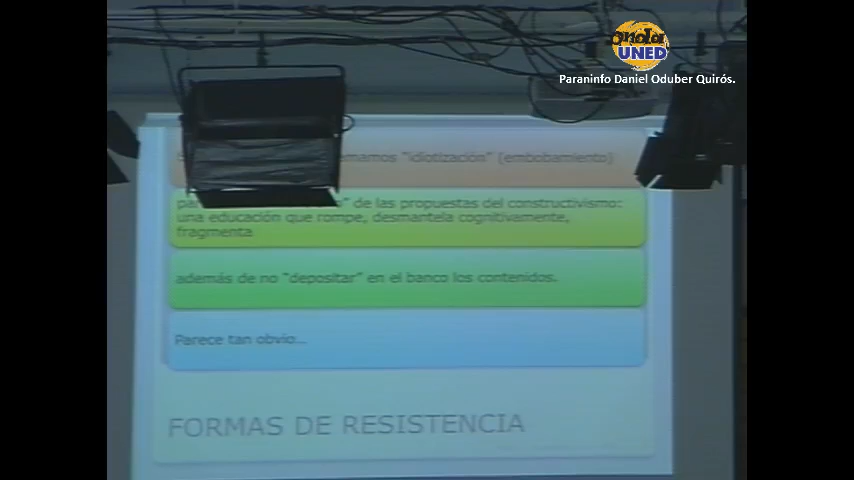 onda
UNED
Paraninfo Daniel Oduber Quirós.
"idiotización" (embobamiento)
de las propuestas del constructivismo:
una educación que rompe, desmantela cognitivamente,
fragmenta
además de no "depositar" en el banco los contenidos.
Parece tan obvio...
FORMAS DE RESISTENCIA